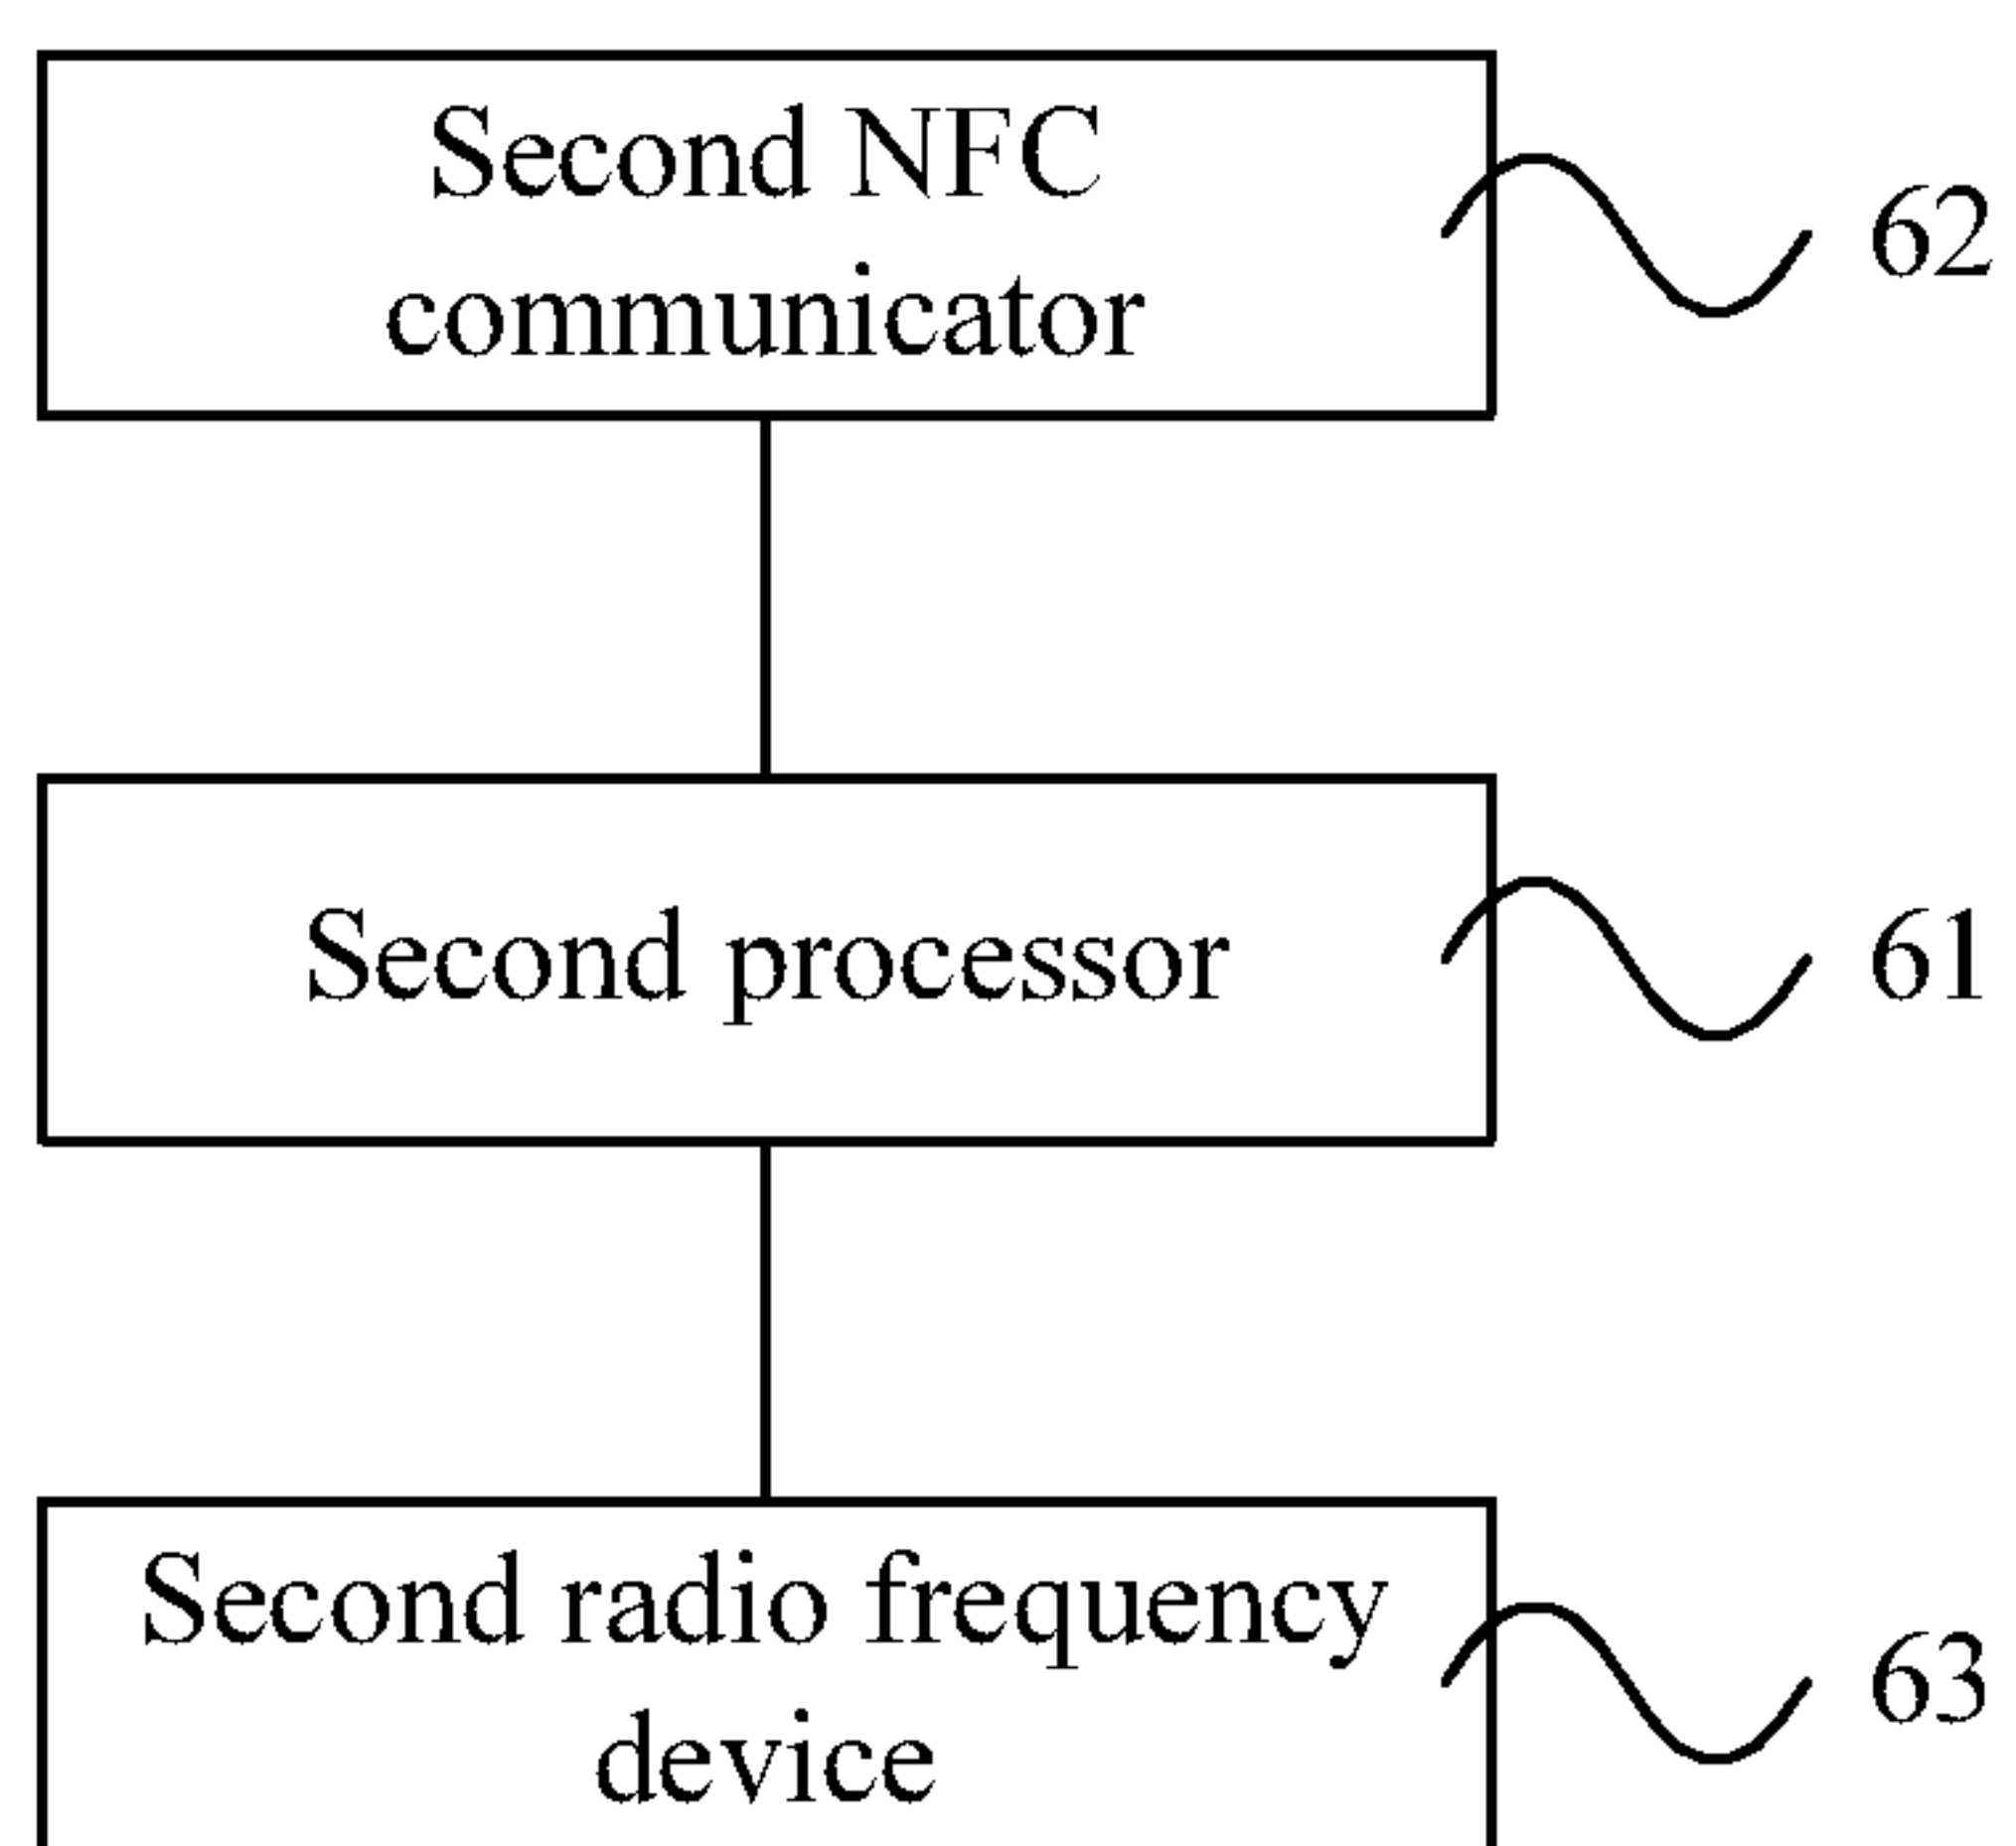 Second NFC
communicator
62
Second processor
61
Second radio frequency
device
63